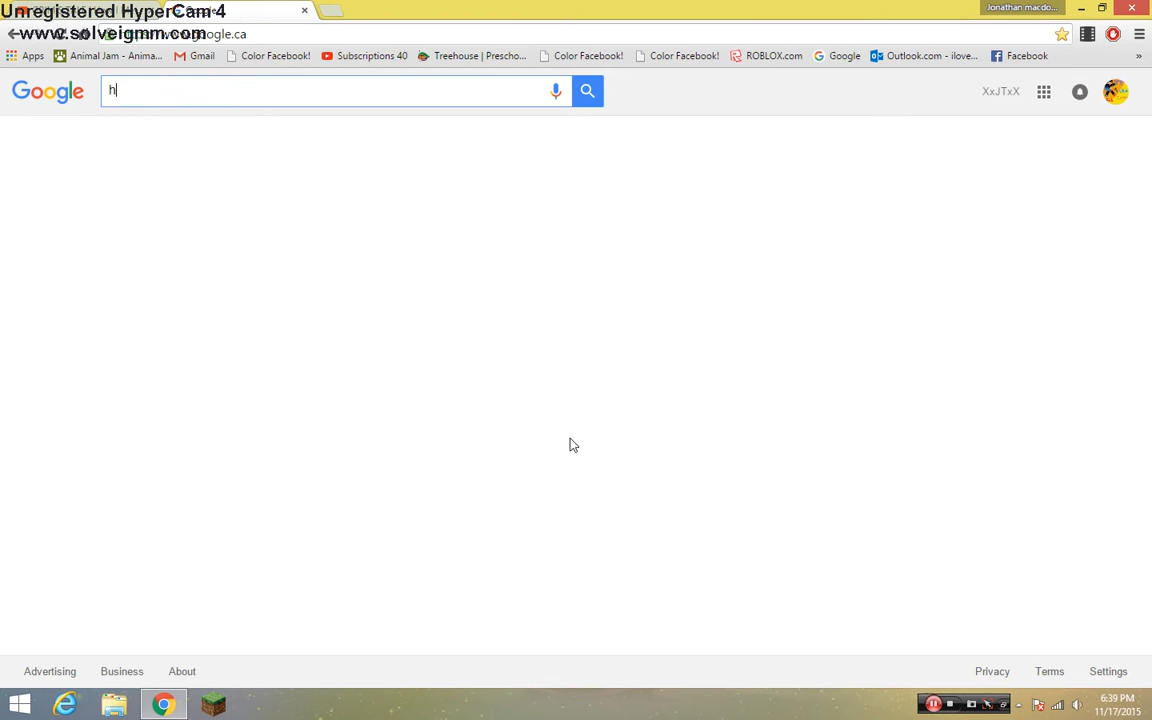 Unregistered HyperCam 4
Jonathan macdo...
www.solveigmm.com
google.ca
Apps
Animal Jam - Anima...
Gmail
Color Facebook!
Subscriptions 40
Treehouse | Prescho...
Color Facebook!
Color Facebook!
ROBLOX.com
Google
Outlook.com - ilove...
Facebook
»
Google
h
XxJTxX
Advertising
Business
About
Privacy
Terms
Settings
6:39 PM
11/17/2015